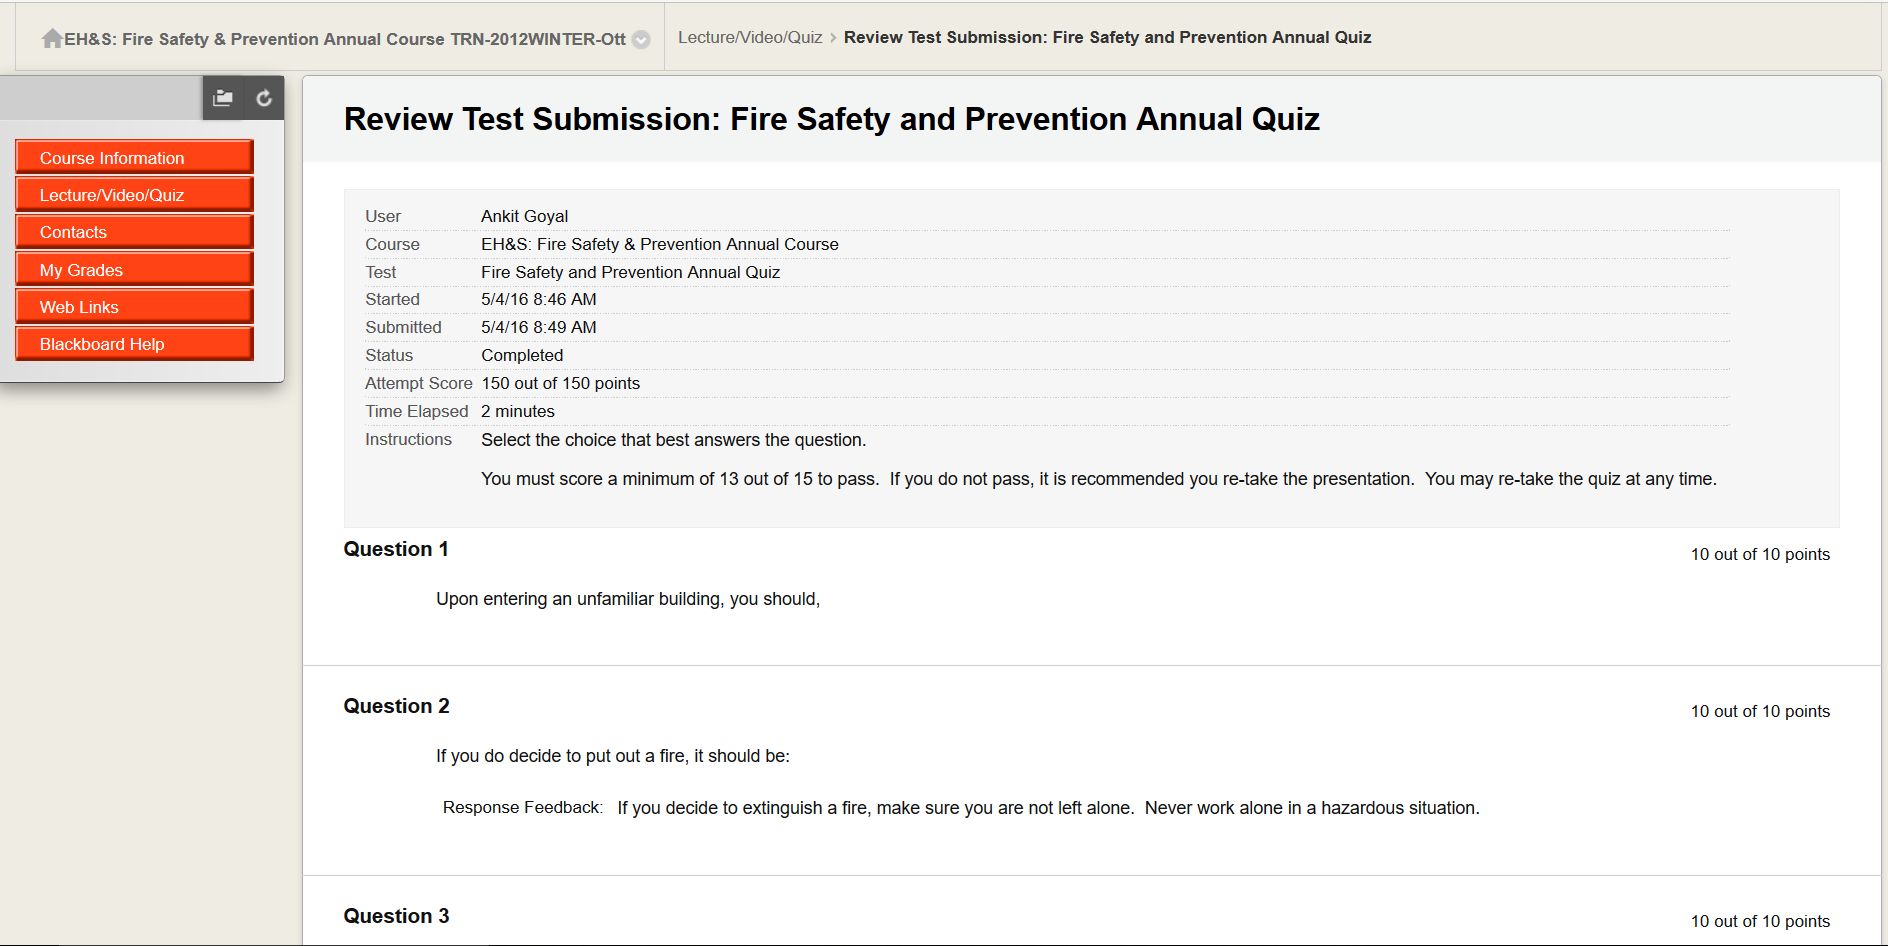 EH&S: Fire Safety & Prevention Annual Course TRN-2012WINTER-Ott
Lecture/Video/Quiz > Review Test Submission: Fire Safety and Prevention Annual Quiz
Course Information
Lecture/Video/Quiz
Contacts
My Grades
Web Links
Blackboard Help
Review Test Submission: Fire Safety and Prevention Annual Quiz
User Ankit Goyal
Course EH&S: Fire Safety & Prevention Annual Course
Test Fire Safety and Prevention Annual Quiz
Started 5/4/16 8:46 AM
Submitted 5/4/16 8:49 AM
Status Completed
Attempt Score 150 out of 150 points
Time Elapsed 2 minutes
Instructions Select the choice that best answers the question.
You must score a minimum of 13 out of 15 to pass. If you do not pass, it is recommended you re-take the presentation. You may re-take the quiz at any time.
Question 1 10 out of 10 points
Upon entering an unfamiliar building, you should,
Question 2 10 out of 10 points
If you do decide to put out a fire, it should be:
Response Feedback: If you decide to extinguish a fire, make sure you are not left alone. Never work alone in a hazardous situation.
Question 3 10 out of 10 points